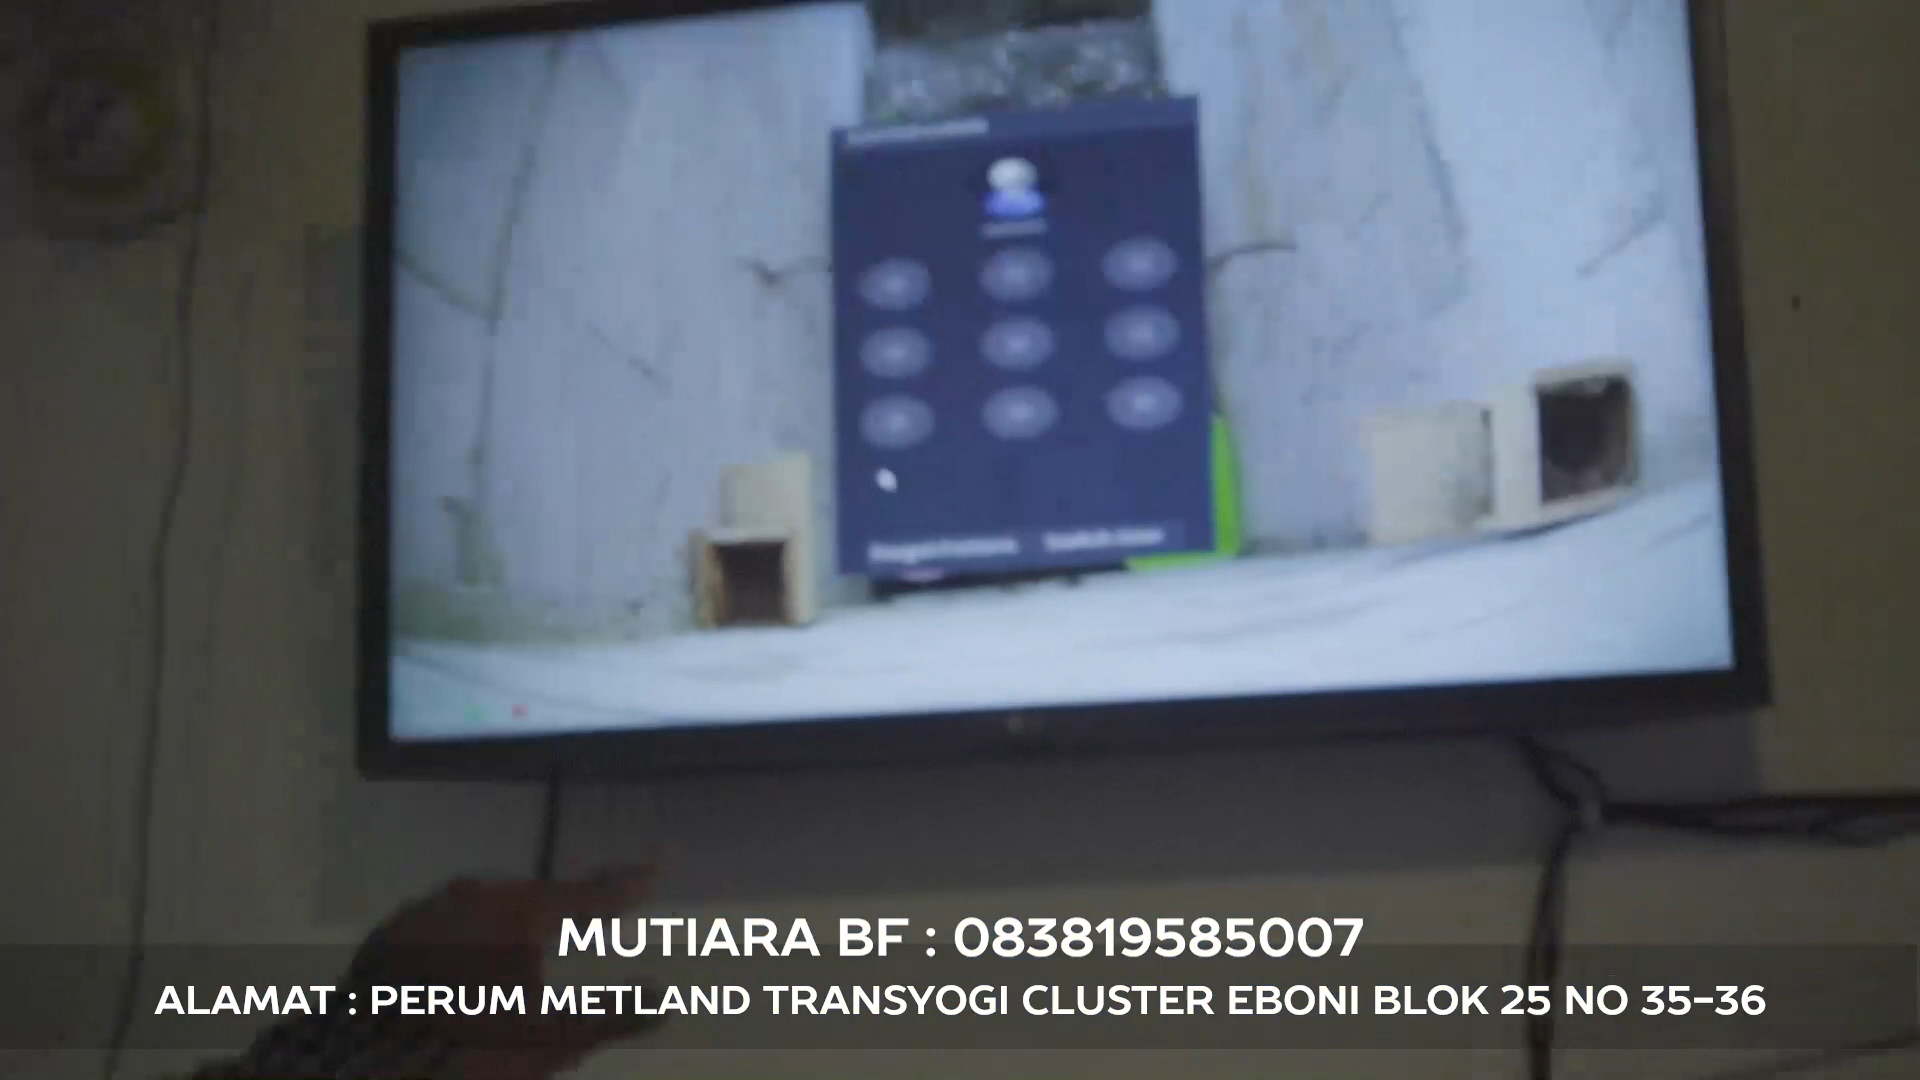 MUTIARA BF : 083819585007
ALAMAT : PERUM METLAND TRANSYOGI CLUSTER EBONI BLOK 25 NO 35-36